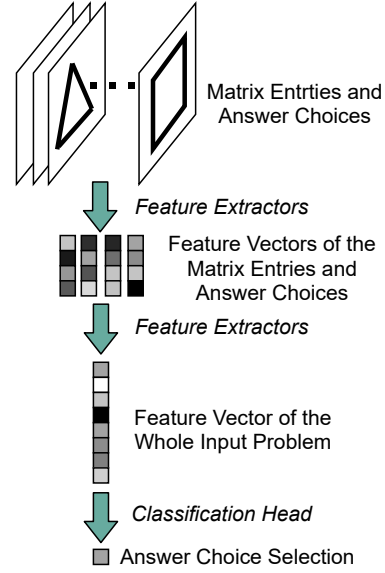 Matrix Entrties and
Answer Choices
Feature Extractors
Feature Vectors of the
Matrix Entries and
Answer Choices
Feature Extractors
Feature Vector of the
Whole Input Problem
Classification Head
Answer Choice Selection